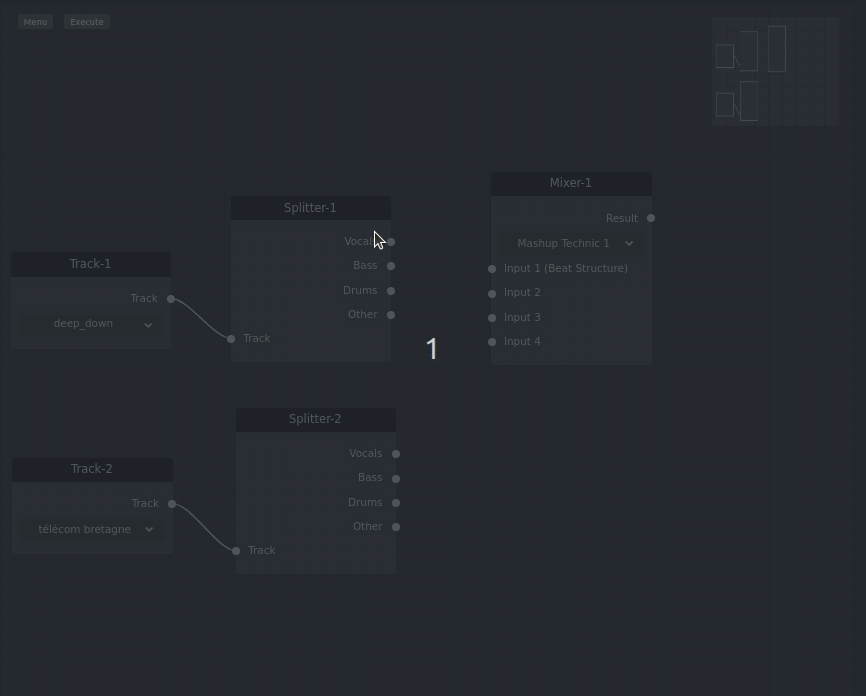 Menu Execute
Mixer-1
Result
Mashup Technic 1
Input 1 (Beat Structure)
Input 2
Input 3
Input 4
Splitter-1
Vocals
Bass
Drums
Other
Track
Track-1
Track
deep_down
1
Splitter-2
Vocals
Bass
Drums
Other
Track
Track-2
Track
télécom bretagne